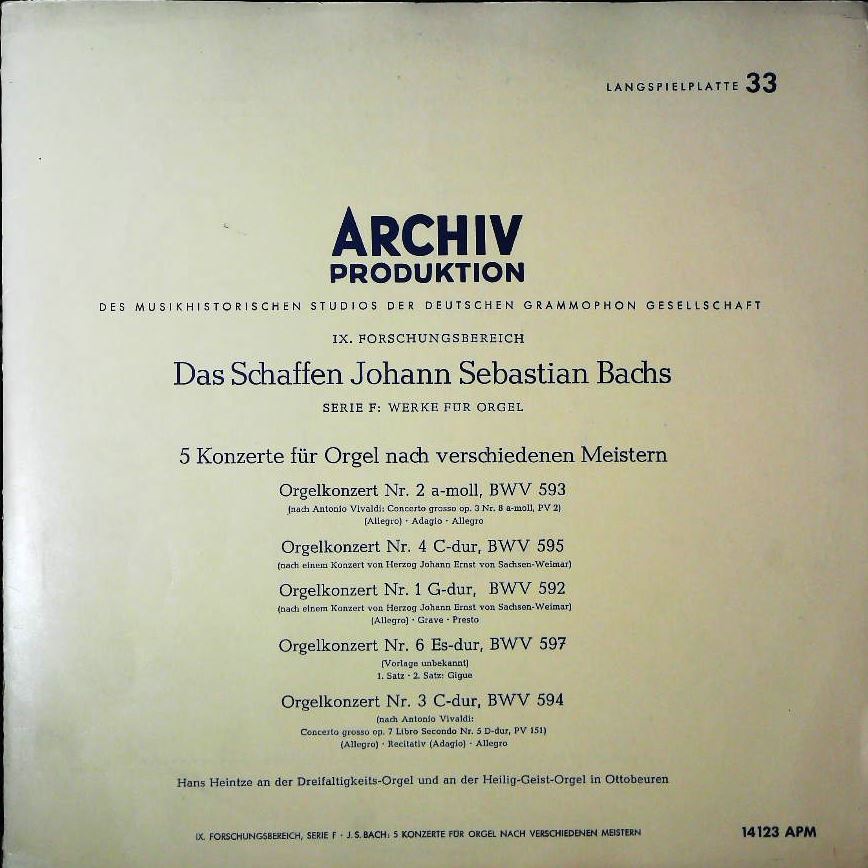 LANGSPIELPLATTE 33
ARCHIV
PRODUKTION
DES MUSIKHISTORISCHEN STUDIOS DER DEUTSCHEN GRAMMOPHON GESELLSCHAFT
IX. FORSCHUNGSBEREICH
Das Schaffen Johann Sebastian Bachs
SERIE F: WERKE FÜR ORGEL
5 Konzerte für Orgel nach verschiedenen Meistern
Orgelkonzert Nr. 2 a-moll, BWV 593
(nach Antonio Vivaldi: Concerto grosso op. 3 Nr. 8 a-moll, PV 2)
(Allegro) · Adagio · Allegro
Orgelkonzert Nr. 4 C-dur, BWV 595
(nach einem Konzert von Herzog Johann Ernst von Sachsen-Weimar)
Orgelkonzert Nr. 1 G-dur, BWV 592
(nach einem Konzert von Herzog Johann Ernst von Sachsen-Weimar)
(Allegro) · Grave · Presto
Orgelkonzert Nr. 6 Es-dur, BWV 597
(Vorlage unbekannt)
1. Satz · 2. Satz: Gigue
Orgelkonzert Nr. 3 C-dur, BWV 594
(nach Antonio Vivaldi:
Concerto grosso op. 7 Libro Secondo Nr. 5 D-dur, PV 151)
(Allegro) · Recitativ (Adagio) · Allegro
Hans Heintze an der Dreifaltigkeits-Orgel und an der Heilig-Geist-Orgel in Ottobeuren
IX. FORSCHUNGSBEREICH, SERIE F · J. S. BACH: 5 KONZERTE FÜR ORGEL NACH VERSCHIEDENEN MEISTERN
14123 APM